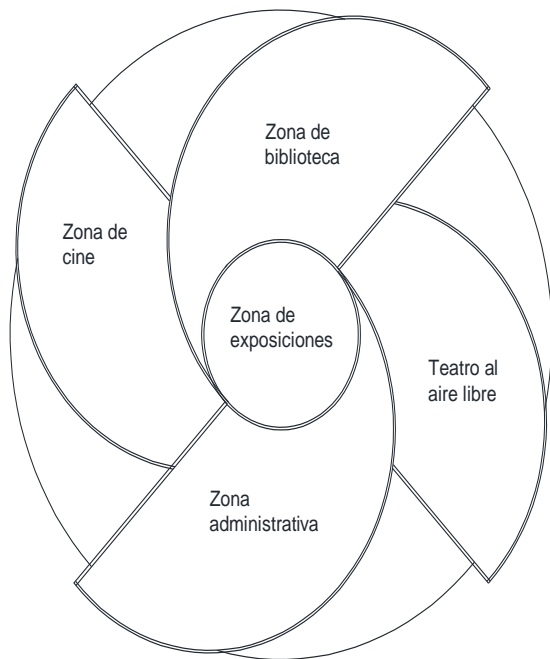 Zona de
biblioteca
Zona de
cine
Zona de
exposiciones
Teatro al
aire libre
Zona
administrativa